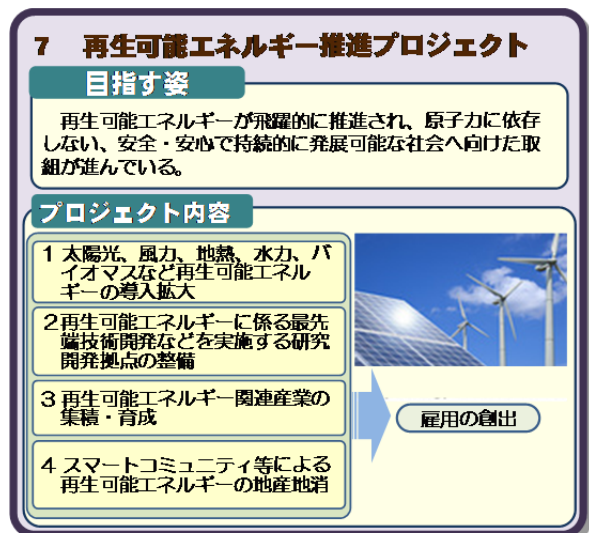 7 再生可能エネルギー推進プロジェクト
目指す姿
再生可能エネルギーが飛躍的に推進され、原子力に依存
しない、安全・安心で持続的に発展可能な社会へ向けた取
組が進んでいる。
プロジェクト内容
1 太陽光、風力、地熱、水力、バ
イオマスなど再生可能エネル
ギーの導入拡大
2再生可能エネルギーに係る最先
端技術開発などを実施する研究
開発拠点の整備
3 再生可能エネルギー関連産業の
集積・育成
4 スマートコミュニティ等による
再生可能エネルギーの地産地消
雇用の創出